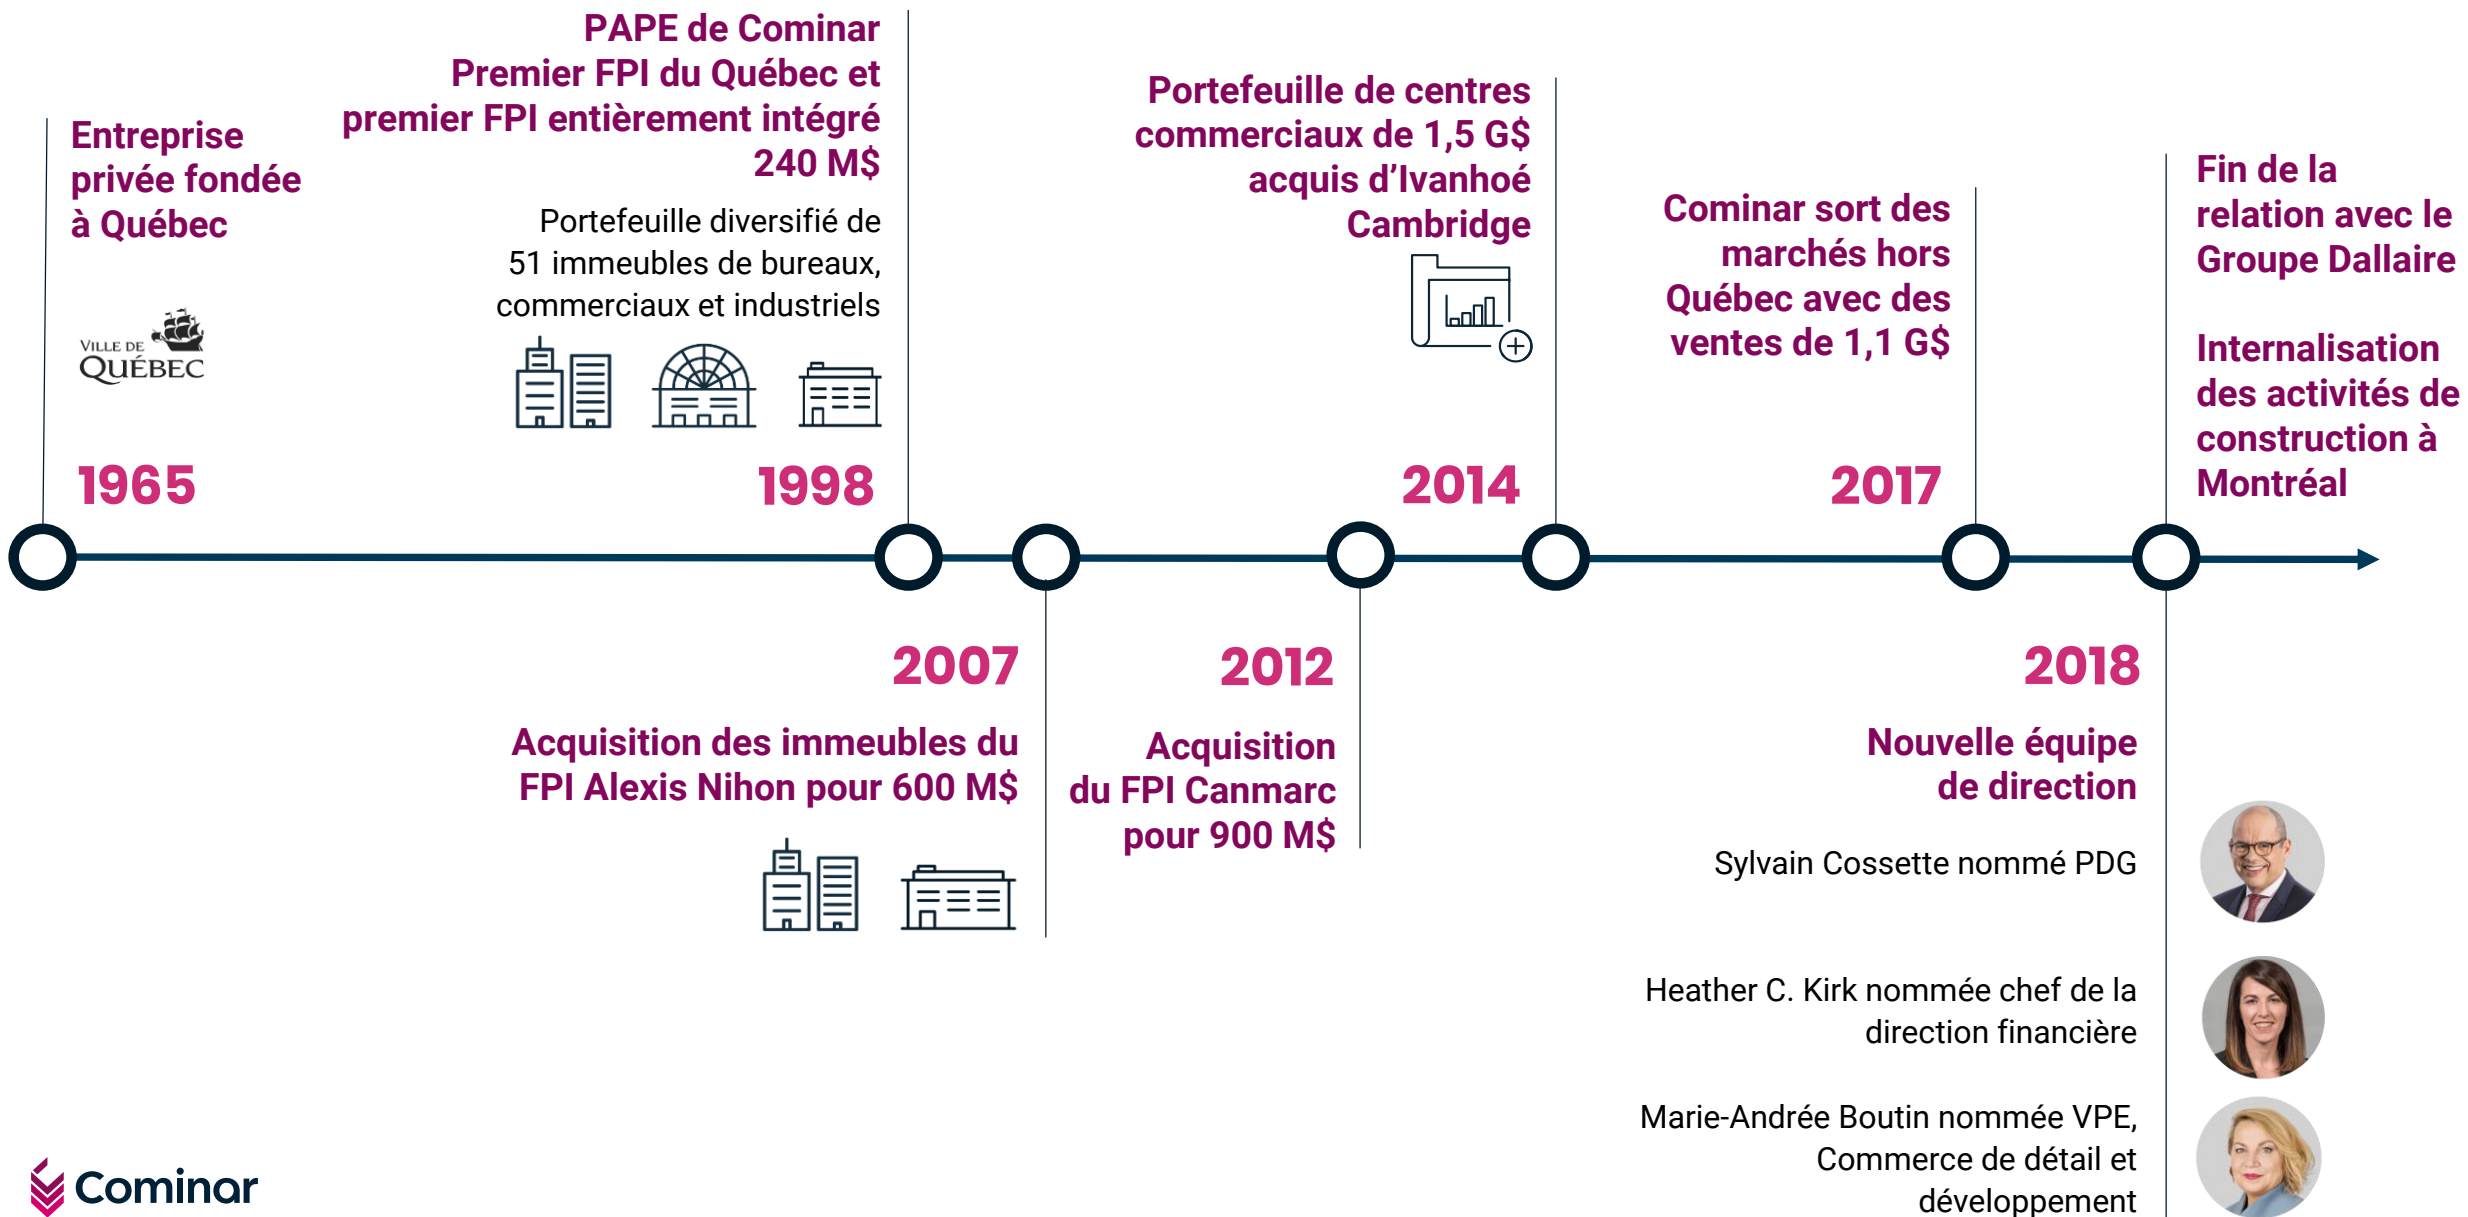 Entreprise
privée fondée
à Québec
VILLE DE
QUÉBEC
1965
PAPE de Cominar
Premier FPI du Québec et
premier FPI entièrement intégré
240 M$
Portefeuille diversifié de
51 immeubles de bureaux,
commerciaux et industriels
1998
2007
Acquisition des immeubles du
FPI Alexis Nihon pour 600 M$
2012
Acquisition
du FPI Canmarc
pour 900 M$
Portefeuille de centres
commerciaux de 1,5 G$
acquis d’Ivanhoé
Cambridge
2014
Cominar sort des
marchés hors
Québec avec des
ventes de 1,1 G$
2017
Fin de la
relation avec le
Groupe Dallaire
Internalisation
des activités de
construction à
Montréal
2018
Nouvelle équipe
de direction
Sylvain Cossette nommé PDG
Heather C. Kirk nommée chef de la
direction financière
Marie-Andrée Boutin nommée VPE,
Commerce de détail et
développement
Cominar